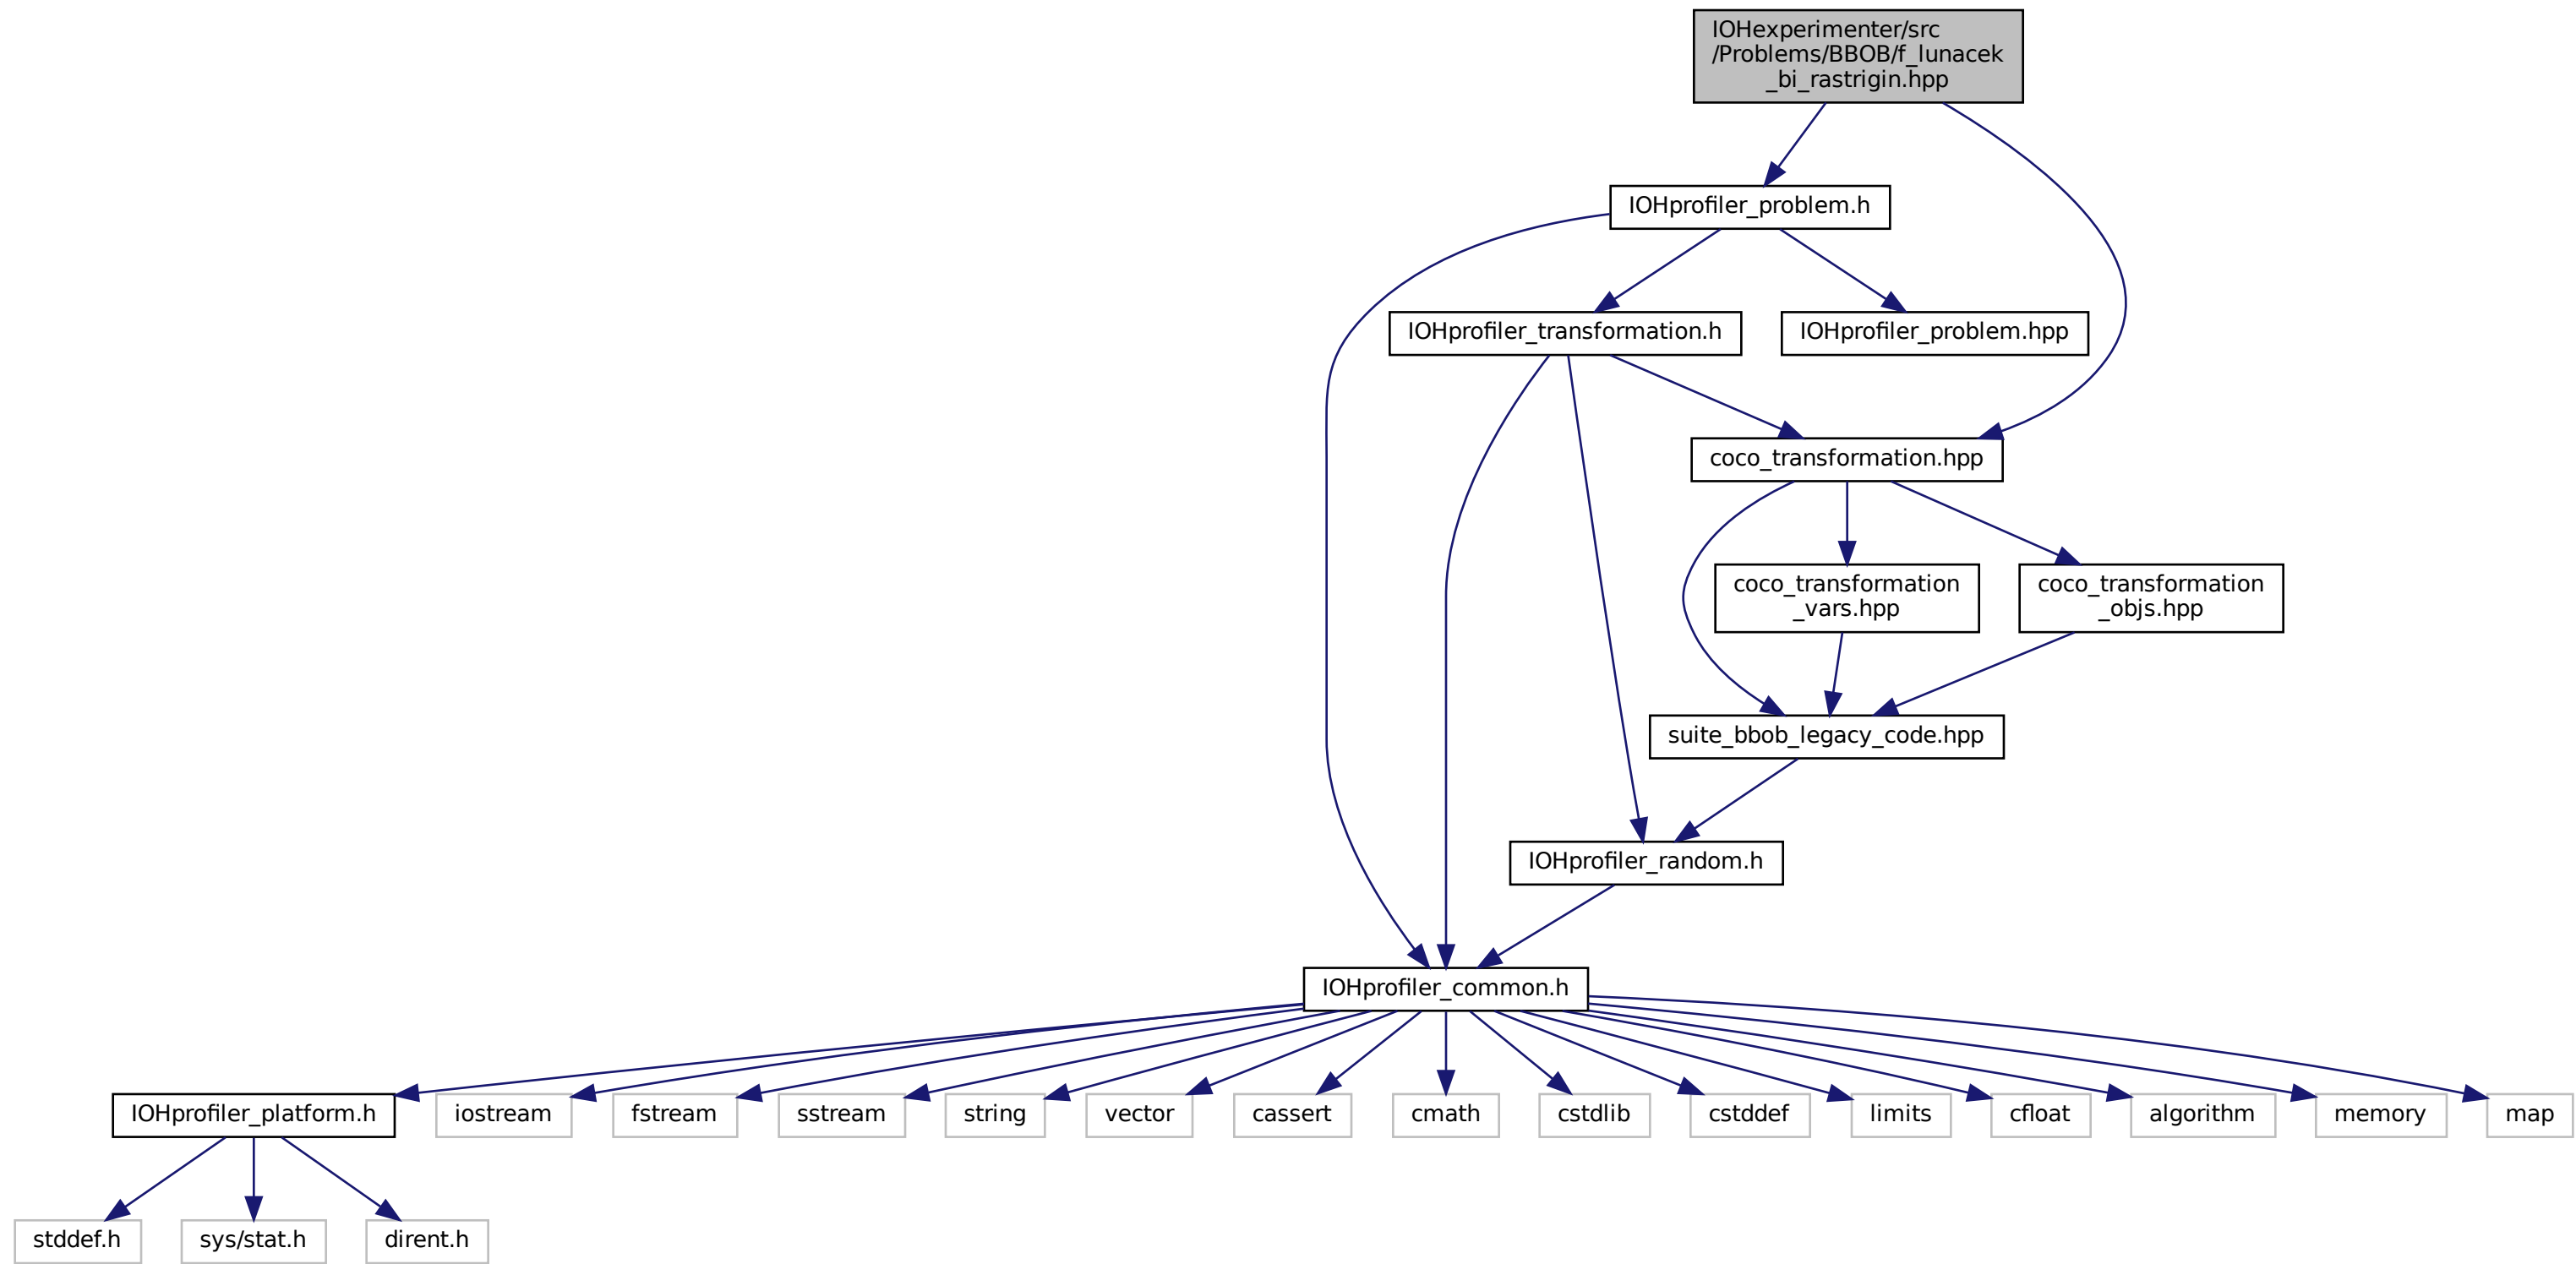 IOHexperimenter/src
/Problems/BBOB/f_lunacek
_bi_rastrigin.hpp
IOHprofiler_problem.h
IOHprofiler_transformation.h
IOHprofiler_problem.hpp
coco_transformation.hpp
coco_transformation
_vars.hpp
coco_transformation
_objs.hpp
suite_bbob_legacy_code.hpp
IOHprofiler_random.h
IOHprofiler_common.h
IOHprofiler_platform.h
iostream
fstream
sstream
string
vector
cassert
cmath
cstdlib
cstddef
limits
cfloat
algorithm
memory
map
stddef.h
sys/stat.h
dirent.h